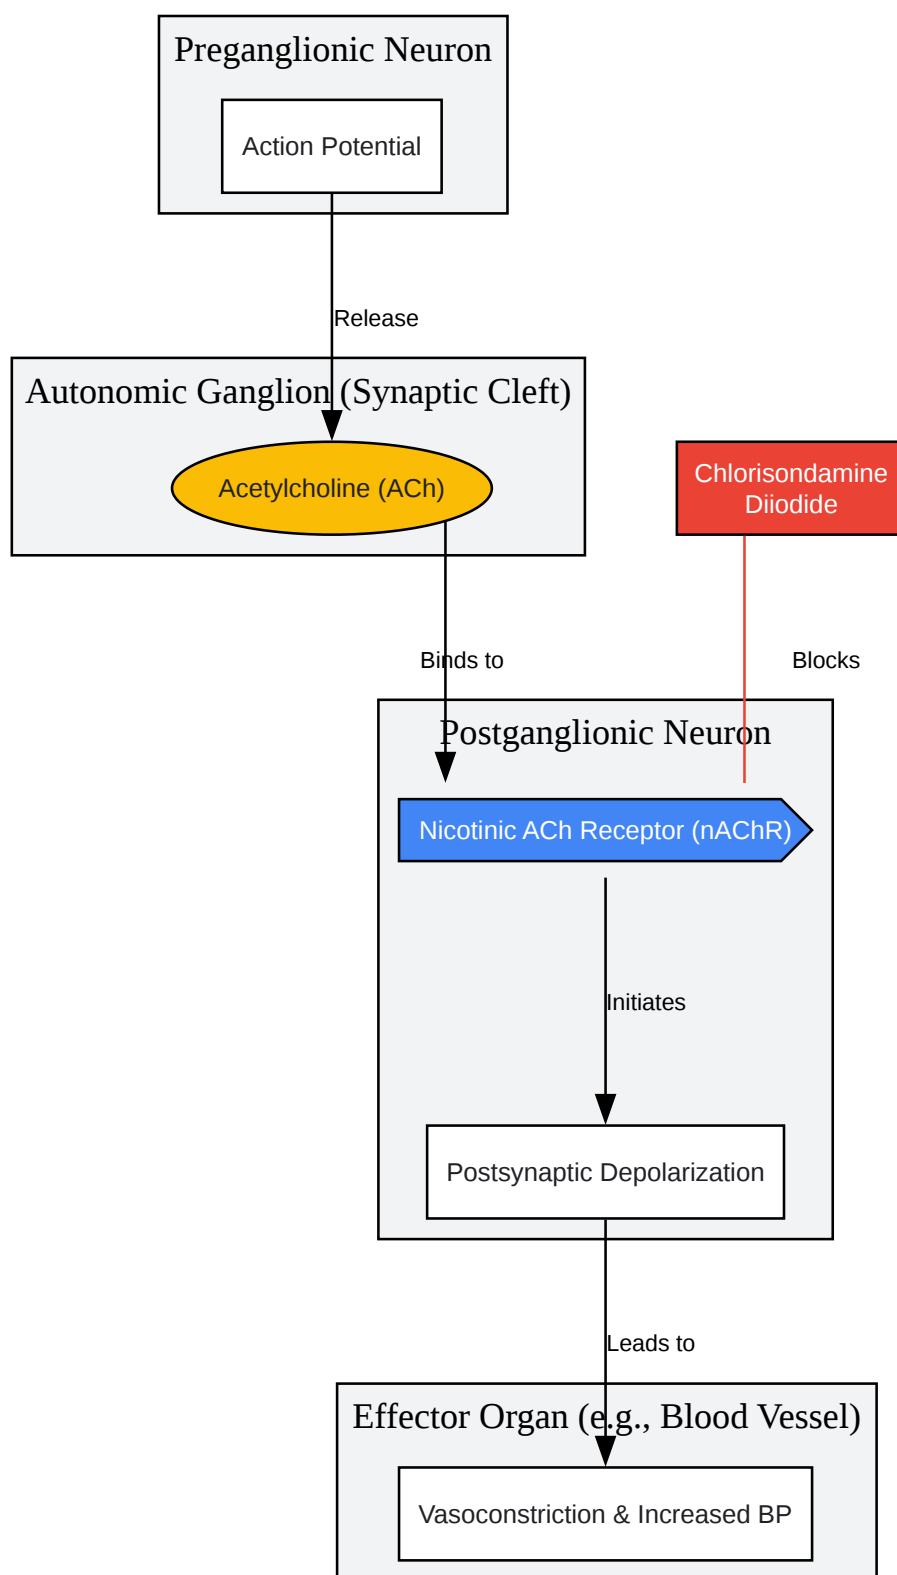 Preganglionic Neuron
Action Potential
Release
Autonomic Ganglion (Synaptic Cleft)
Acetylcholine (ACh)
Chlorisondamine
Diiodide
Binds to
Blocks
Postganglionic Neuron
Nicotinic ACh Receptor (nAChR)
Initiates
Postsynaptic Depolarization
Leads to
Effector Organ (e.g., Blood Vessel)
Vasoconstriction & Increased BP